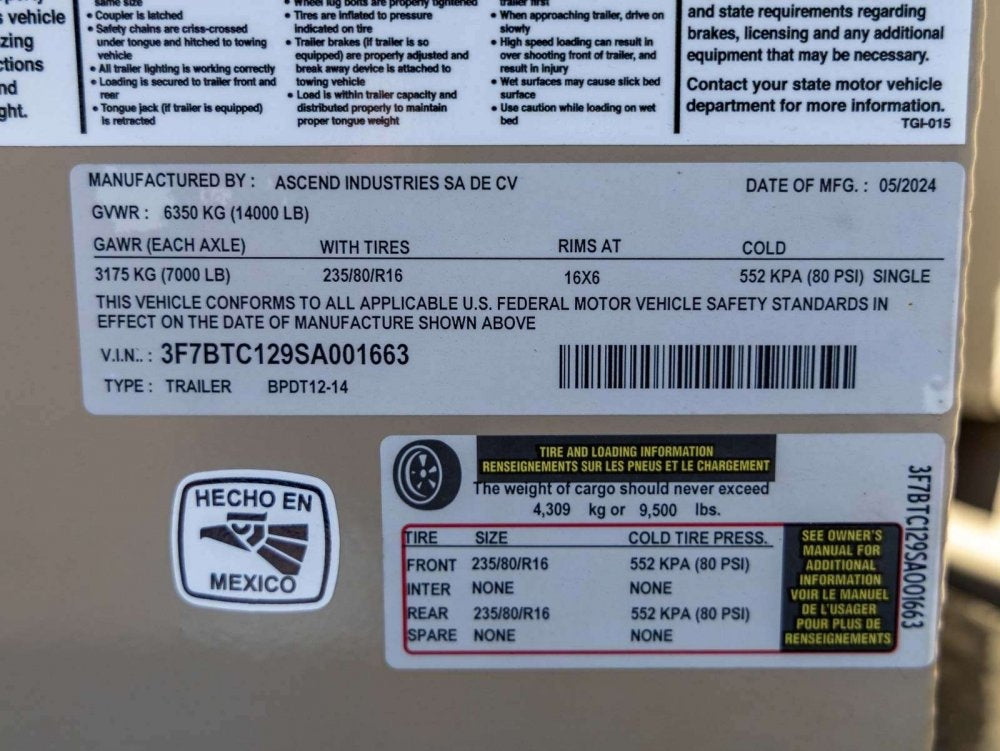 s vehicle
zing
ctions
nd
ght.
same size
• Coupler is latched
• Safety chains are criss-crossed
under tongue and hitched to towing
vehicle
• All trailer lighting is working correctly
• Loading is secured to trailer front and
rear
• Tongue jack (if trailer is equipped)
is retracted
• Wheel lug bolts are properly tightened
• Tires are inflated to pressure
indicated on tire
• Trailer brakes (if trailer is so
equipped) are properly adjusted and
break away device is attached to
towing vehicle
• Load is within trailer capacity and
distributed properly to maintain
proper tongue weight
trailer first
• When approaching trailer, drive on
slowly
• High speed loading can result in
over shooting front of trailer, and
result in injury
• Wet surfaces may cause slick bed
surface
• Use caution while loading on wet
bed
and state requirements regarding
brakes, licensing and any additional
equipment that may be necessary.
Contact your state motor vehicle
department for more information.
TGI-015
MANUFACTURED BY : ASCEND INDUSTRIES SA DE CV DATE OF MFG. : 05/2024
GVWR : 6350 KG (14000 LB)
GAWR (EACH AXLE) WITH TIRES RIMS AT COLD
3175 KG (7000 LB) 235/80/R16 16X6 552 KPA (80 PSI) SINGLE
THIS VEHICLE CONFORMS TO ALL APPLICABLE U.S. FEDERAL MOTOR VEHICLE SAFETY STANDARDS IN
EFFECT ON THE DATE OF MANUFACTURE SHOWN ABOVE
V.I.N.. : 3F7BTC129SA001663
TYPE : TRAILER BPDT12-14
HECHO EN
MEXICO
TIRE AND LOADING INFORMATION
RENSEIGNEMENTS SUR LES PNEUS ET LE CHARGEMENT
The weight of cargo should never exceed
4,309 kg or 9,500 lbs.
TIRE SIZE COLD TIRE PRESS.
FRONT 235/80/R16 552 KPA (80 PSI)
INTER NONE NONE
REAR 235/80/R16 552 KPA (80 PSI)
SPARE NONE NONE
SEE OWNER'S
MANUAL FOR
ADDITIONAL
INFORMATION
VOIR LE MANUEL
DE L'USAGER
POUR PLUS DE
RENSEIGNEMENTS
3F7BTC129SA001663